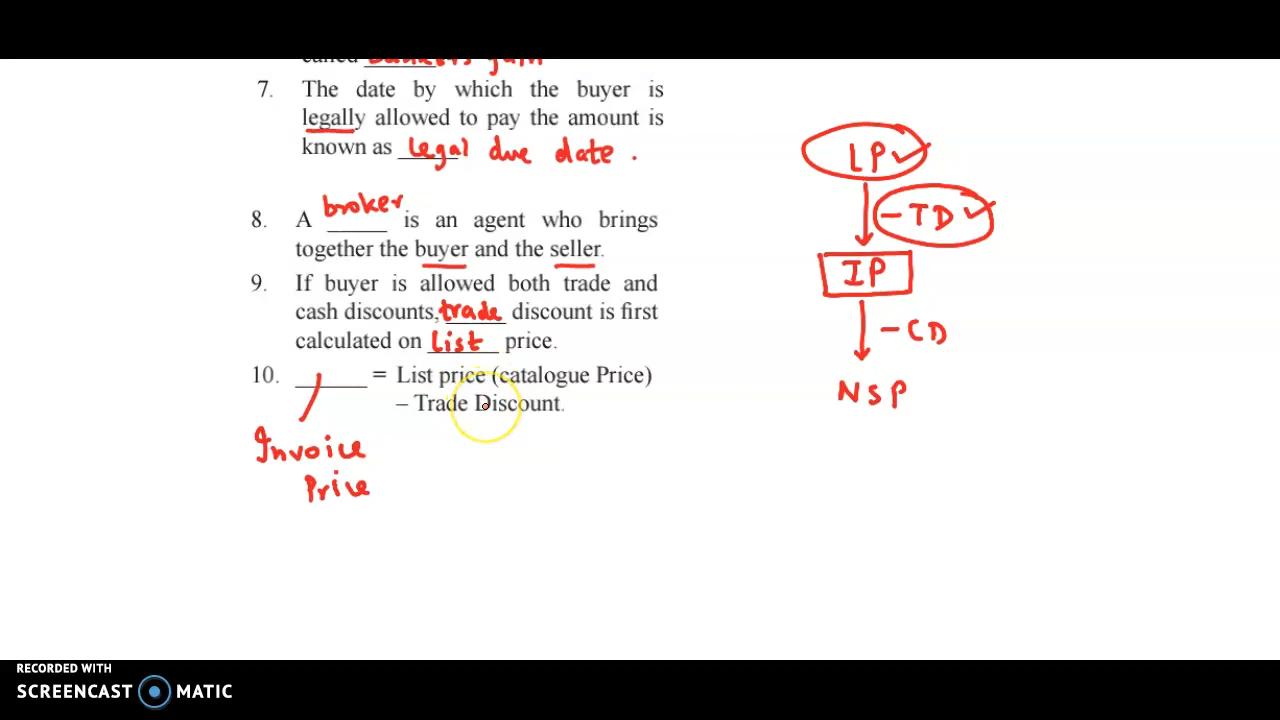 called banker's gain
7. The date by which the buyer is
legally allowed to pay the amount is
known as legal due date.
8. A broker is an agent who brings
together the buyer and the seller.
9. If buyer is allowed both trade and
cash discounts, trade discount is first
calculated on list price.
10. ______ = List price (catalogue Price)
– Trade Discount.
Invoice
Price
LP
– TD
IP
– CD
NSP
RECORDED WITH
SCREENCAST MATIC